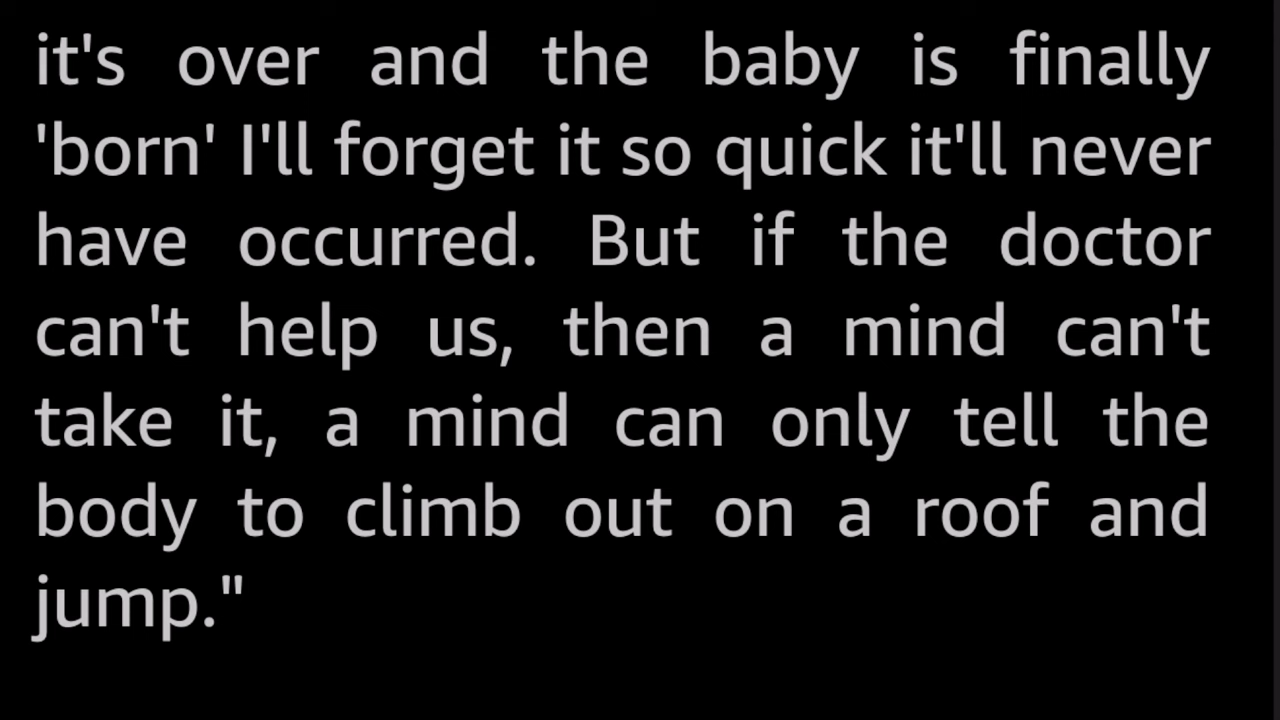 it's over and the baby is finally
'born' I'll forget it so quick it'll never
have occurred. But if the doctor
can't help us, then a mind can't
take it, a mind can only tell the
body to climb out on a roof and
jump."